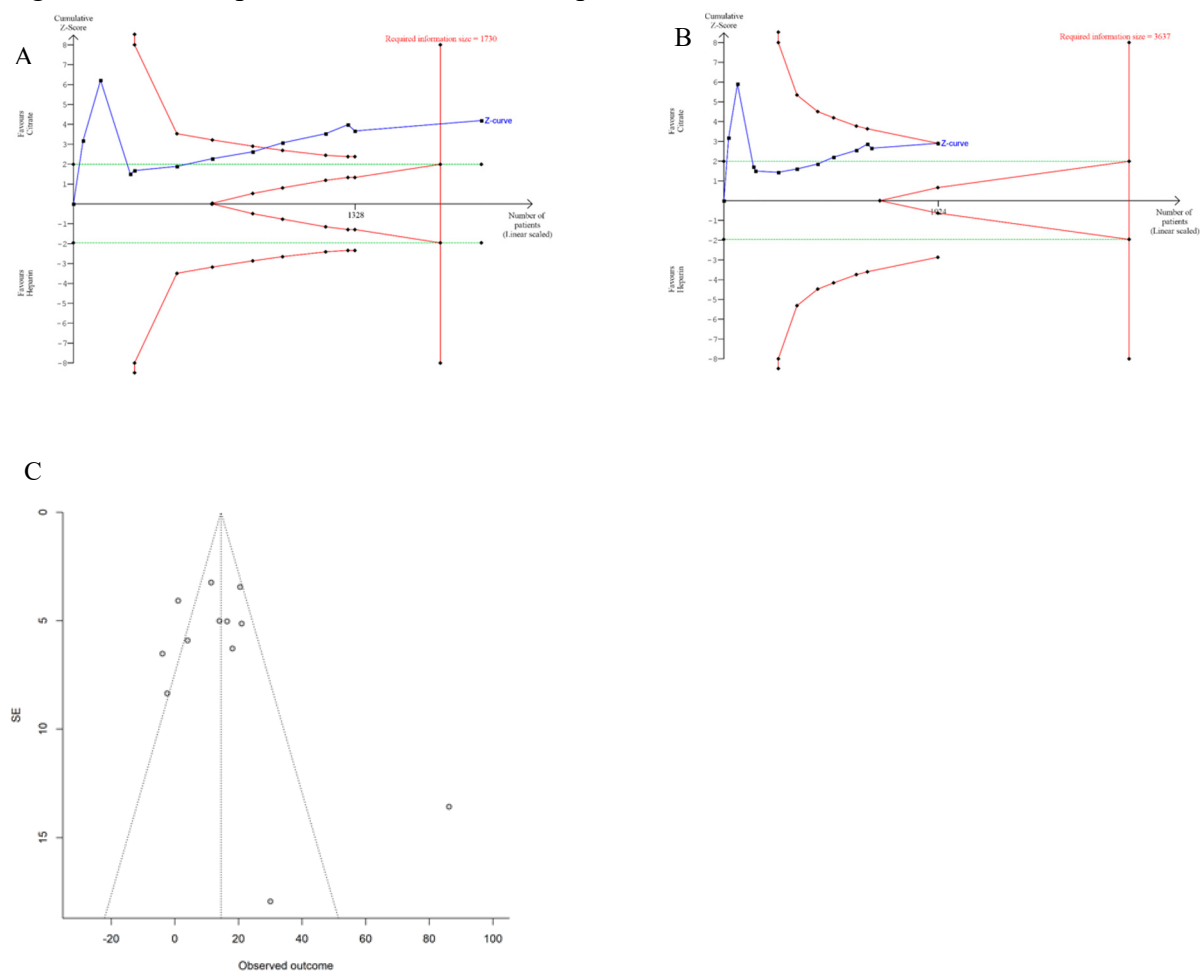 A
Cumulative
Z-Score
Required information size = 1730
8
7
6
5
4
3
2
1
-1
-2
-3
-4
-5
-6
-7
-8
Favours
Citrate
Favours
Heparin
Z-curve
1328
Number of
patients
(Linear scaled)
B
Cumulative
Z-Score
Required information size = 3637
8
7
6
5
4
3
2
1
-1
-2
-3
-4
-5
-6
-7
-8
Favours
Citrate
Favours
Heparin
Z-curve
1924
Number of
patients
(Linear scaled)
C
SE
0
5
10
15
-20
0
20
40
60
80
100
Observed outcome